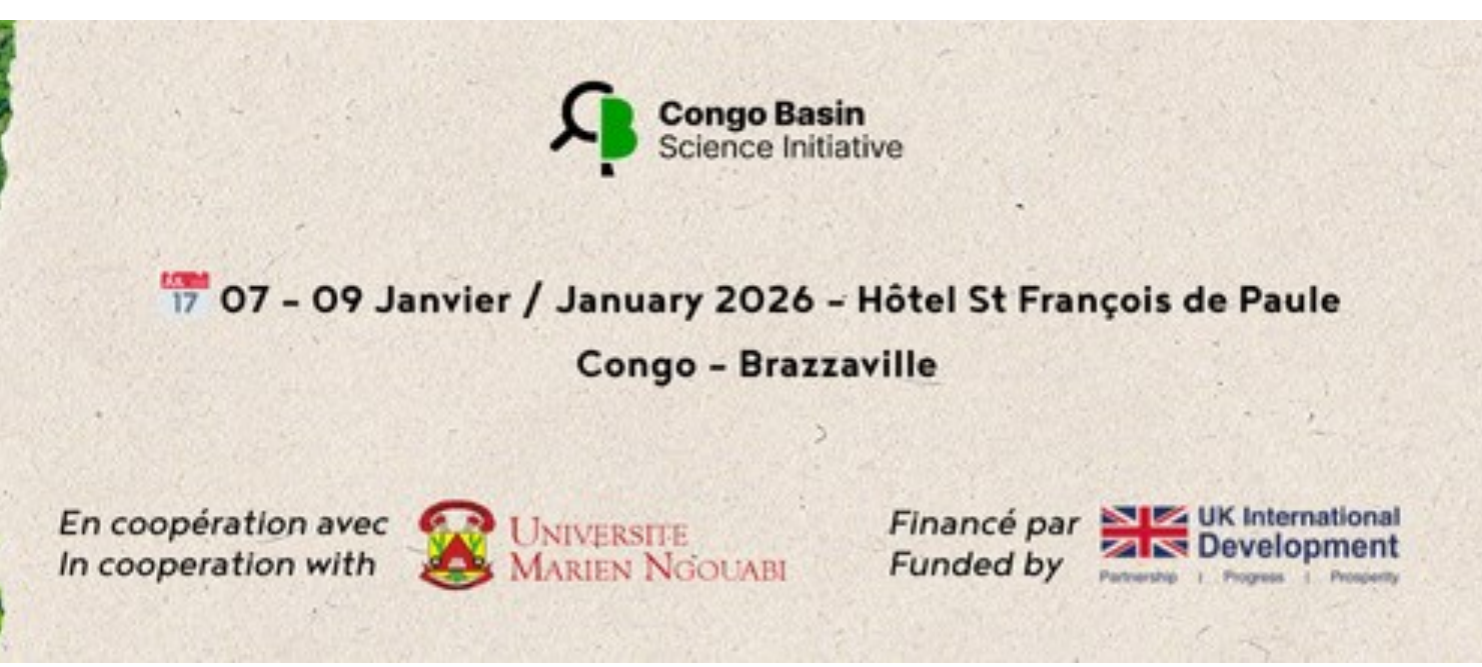 Congo Basin
Science Initiative
📅 07 - 09 Janvier / January 2026 - Hôtel St François de Paule
Congo - Brazzaville
En coopération avec
In cooperation with
UNIVERSITE
MARIEN NGOUABI
Financé par
Funded by
UK International
Development
Partnership | Progress | Prosperity